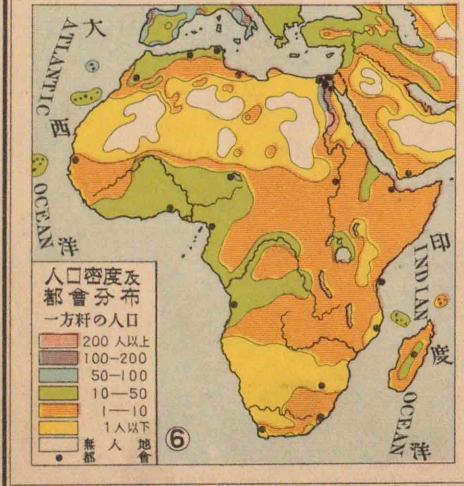 大西洋
ATLANTIC OCEAN
印度洋
INDIAN OCEAN
人口密度及
都會分布
一方粁の人口
200 人以上
100-200
50-100
10-50
1-10
1人以下
無人地
都會
⑥